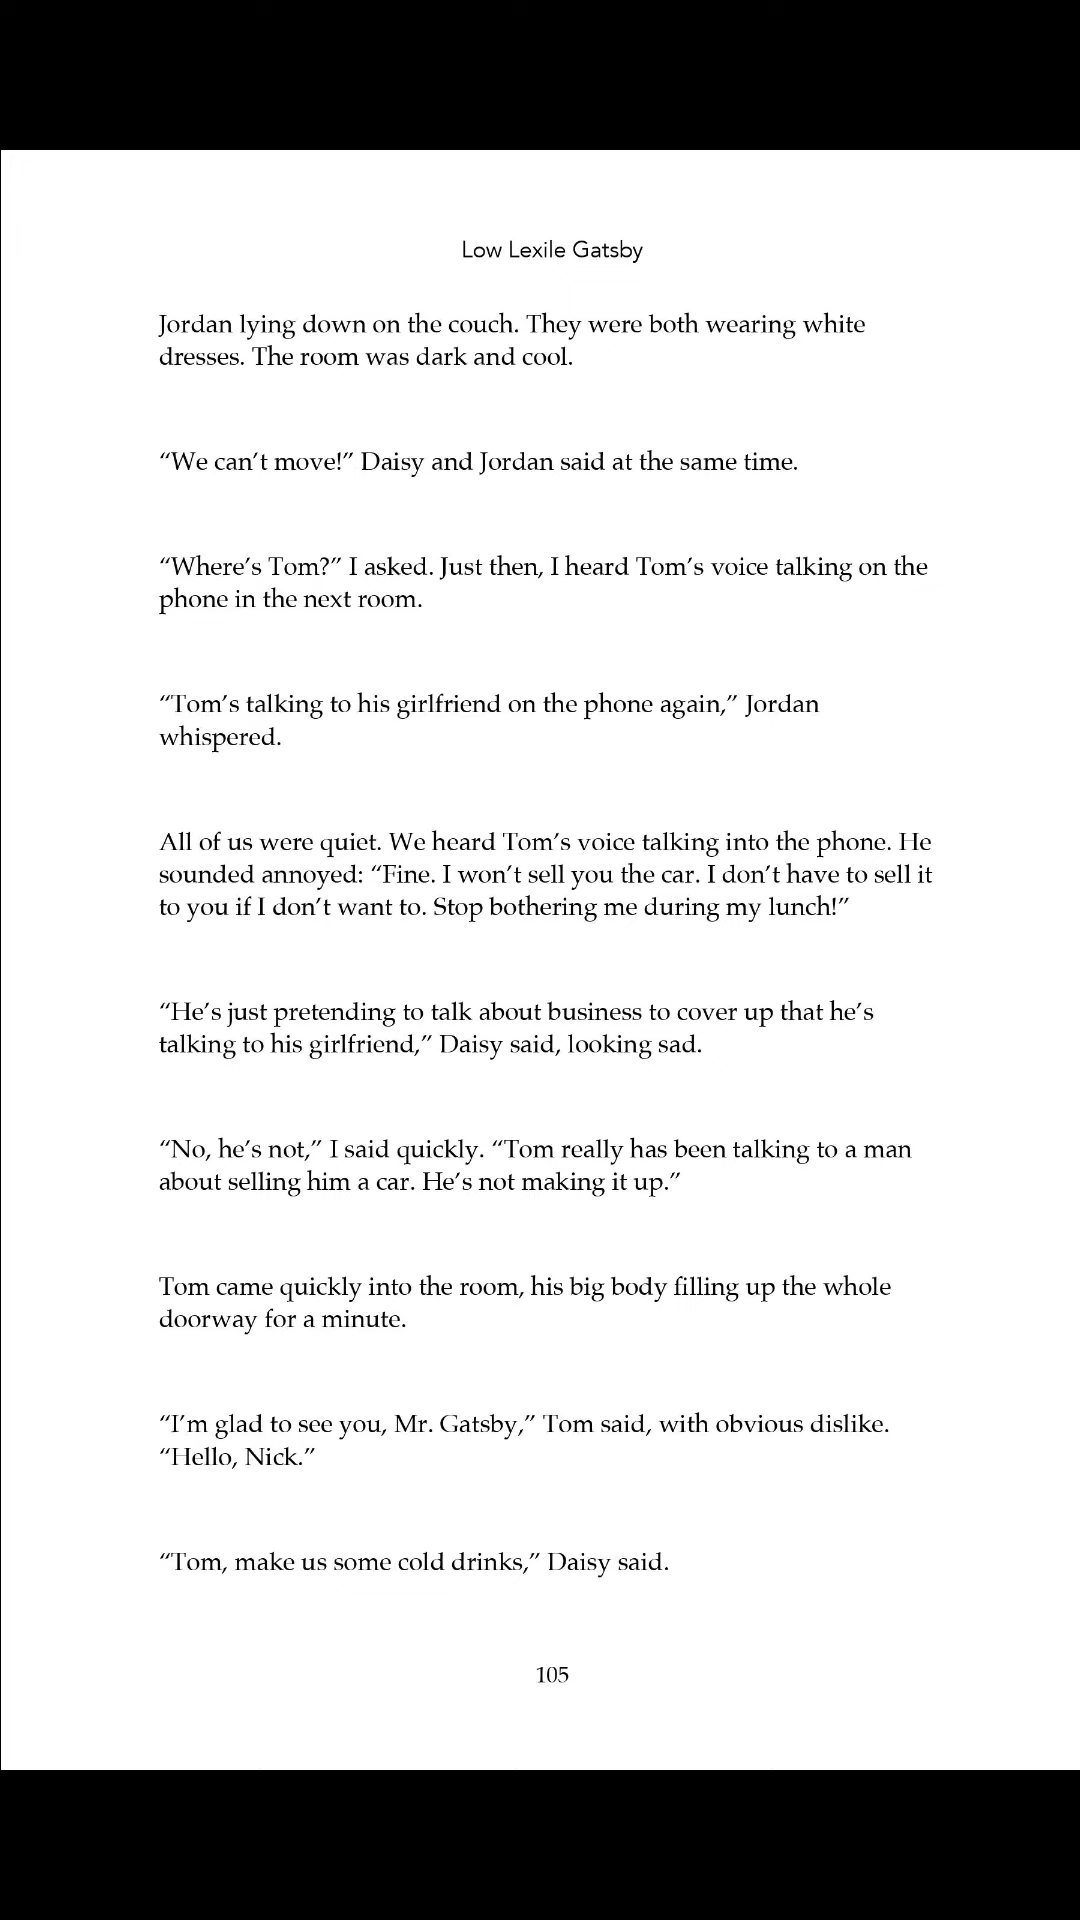 Low Lexile Gatsby
Jordan lying down on the couch. They were both wearing white
dresses. The room was dark and cool.
“We can’t move!” Daisy and Jordan said at the same time.
“Where’s Tom?” I asked. Just then, I heard Tom’s voice talking on the
phone in the next room.
“Tom’s talking to his girlfriend on the phone again,” Jordan
whispered.
All of us were quiet. We heard Tom’s voice talking into the phone. He
sounded annoyed: “Fine. I won’t sell you the car. I don’t have to sell it
to you if I don’t want to. Stop bothering me during my lunch!”
“He’s just pretending to talk about business to cover up that he’s
talking to his girlfriend,” Daisy said, looking sad.
“No, he’s not,” I said quickly. “Tom really has been talking to a man
about selling him a car. He’s not making it up.”
Tom came quickly into the room, his big body filling up the whole
doorway for a minute.
“I’m glad to see you, Mr. Gatsby,” Tom said, with obvious dislike.
“Hello, Nick.”
“Tom, make us some cold drinks,” Daisy said.
105